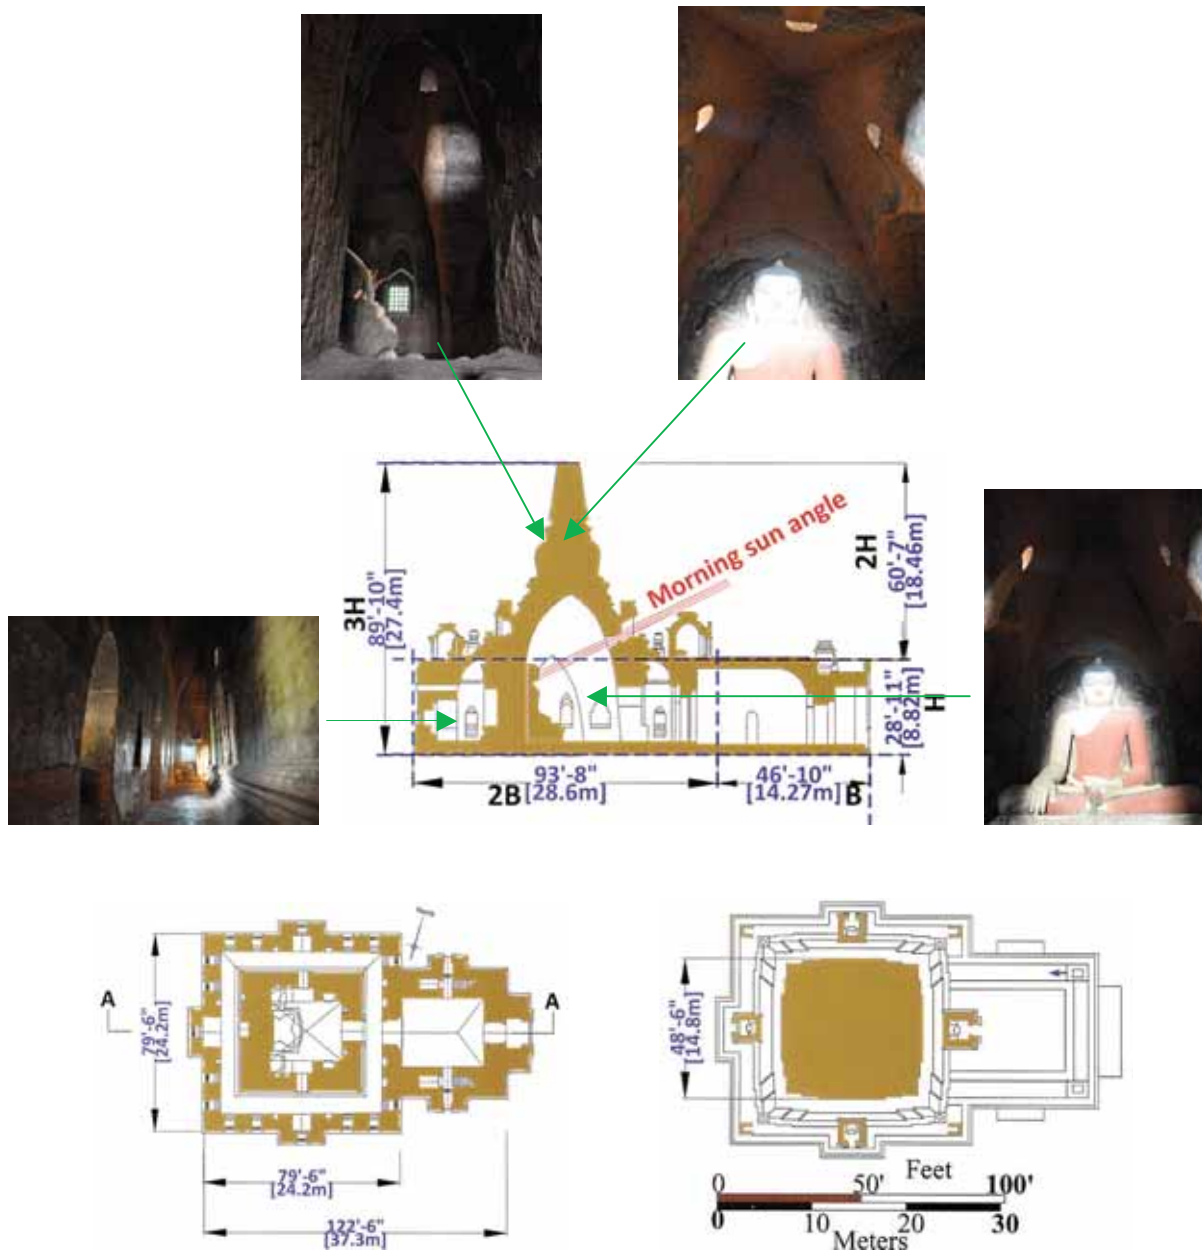 Morning sun angle
3H
89'-10"
[27.4m]
2H
60'-7"
[18.46m]
H
28'-11"
[8.82m]
93'-8"
[28.6m]
2B
46'-10"
[14.27m]
B
A
A
79'-6"
[24.2m]
79'-6"
[24.2m]
122'-6"
[37.3m]
48'-6"
[14.8m]
Feet
0 50' 100'
0 10 20 30
Meters